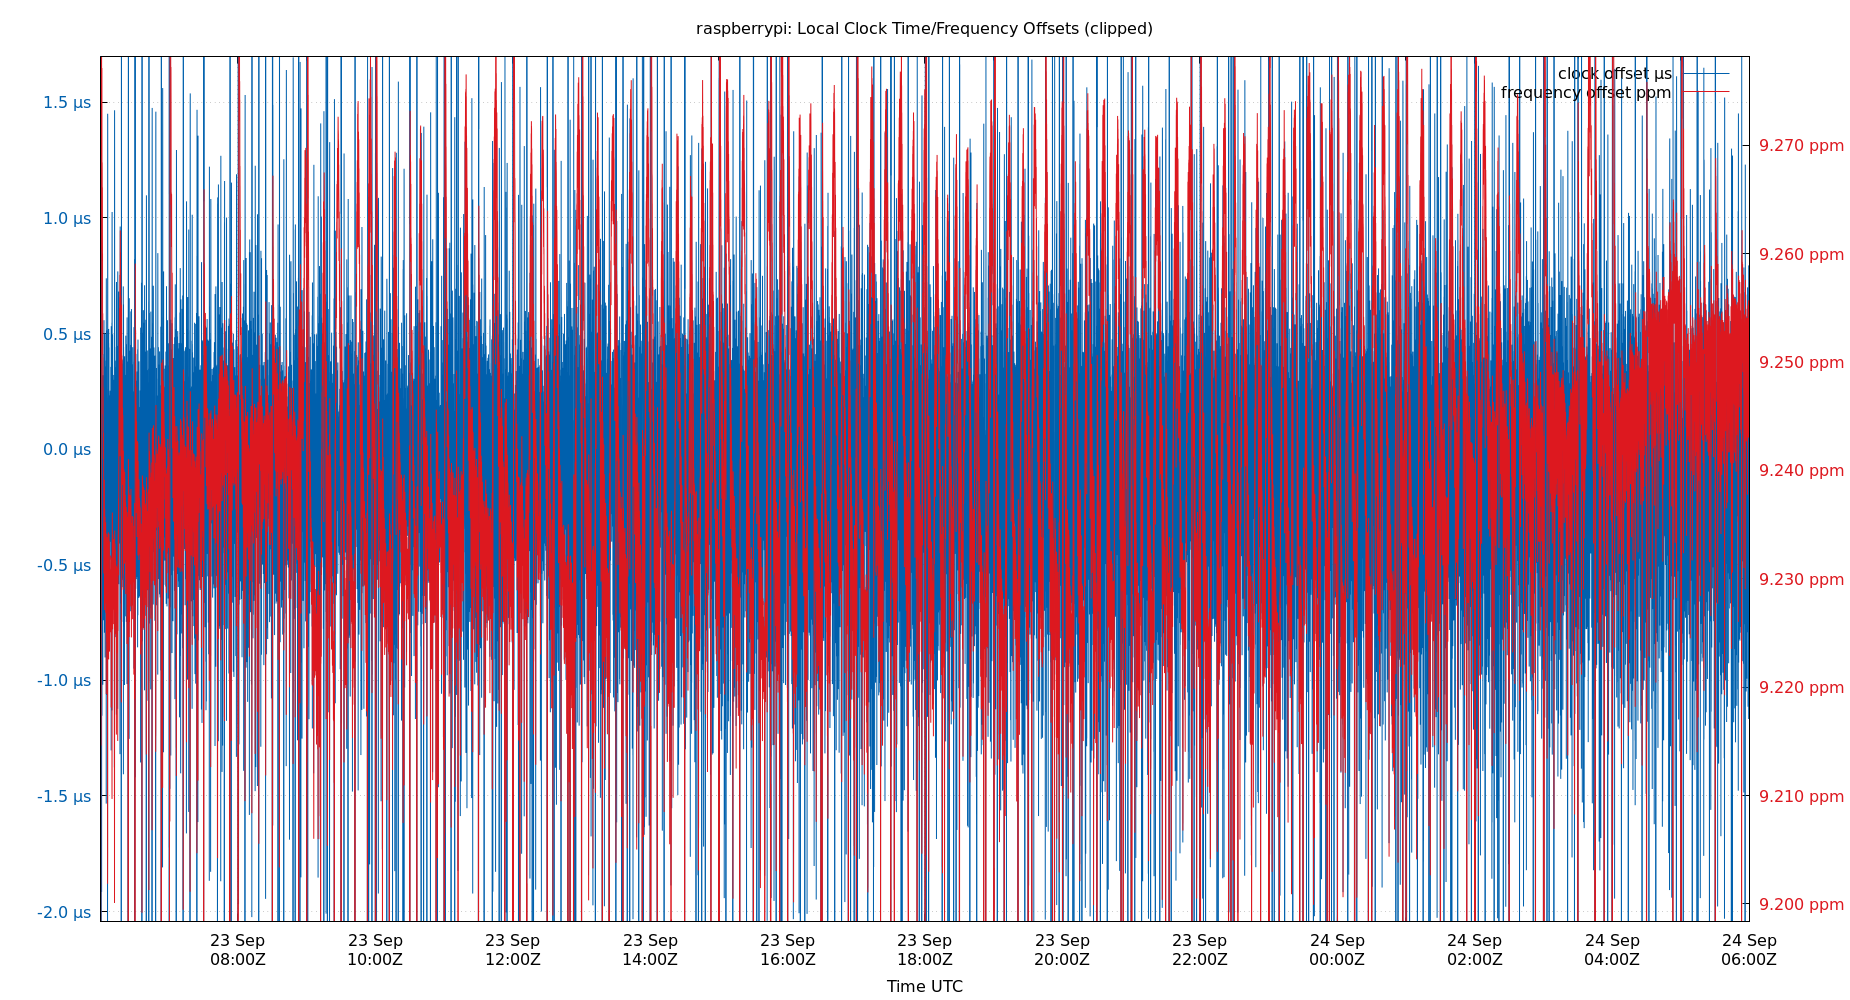 raspberrypi: Local Clock Time/Frequency Offsets (clipped)
clock offset µs
frequency offset ppm
1.5 µs
1.0 µs
0.5 µs
0.0 µs
-0.5 µs
-1.0 µs
-1.5 µs
-2.0 µs
9.270 ppm
9.260 ppm
9.250 ppm
9.240 ppm
9.230 ppm
9.220 ppm
9.210 ppm
9.200 ppm
23 Sep
08:00Z
23 Sep
10:00Z
23 Sep
12:00Z
23 Sep
14:00Z
23 Sep
16:00Z
23 Sep
18:00Z
23 Sep
20:00Z
23 Sep
22:00Z
24 Sep
00:00Z
24 Sep
02:00Z
24 Sep
04:00Z
24 Sep
06:00Z
Time UTC